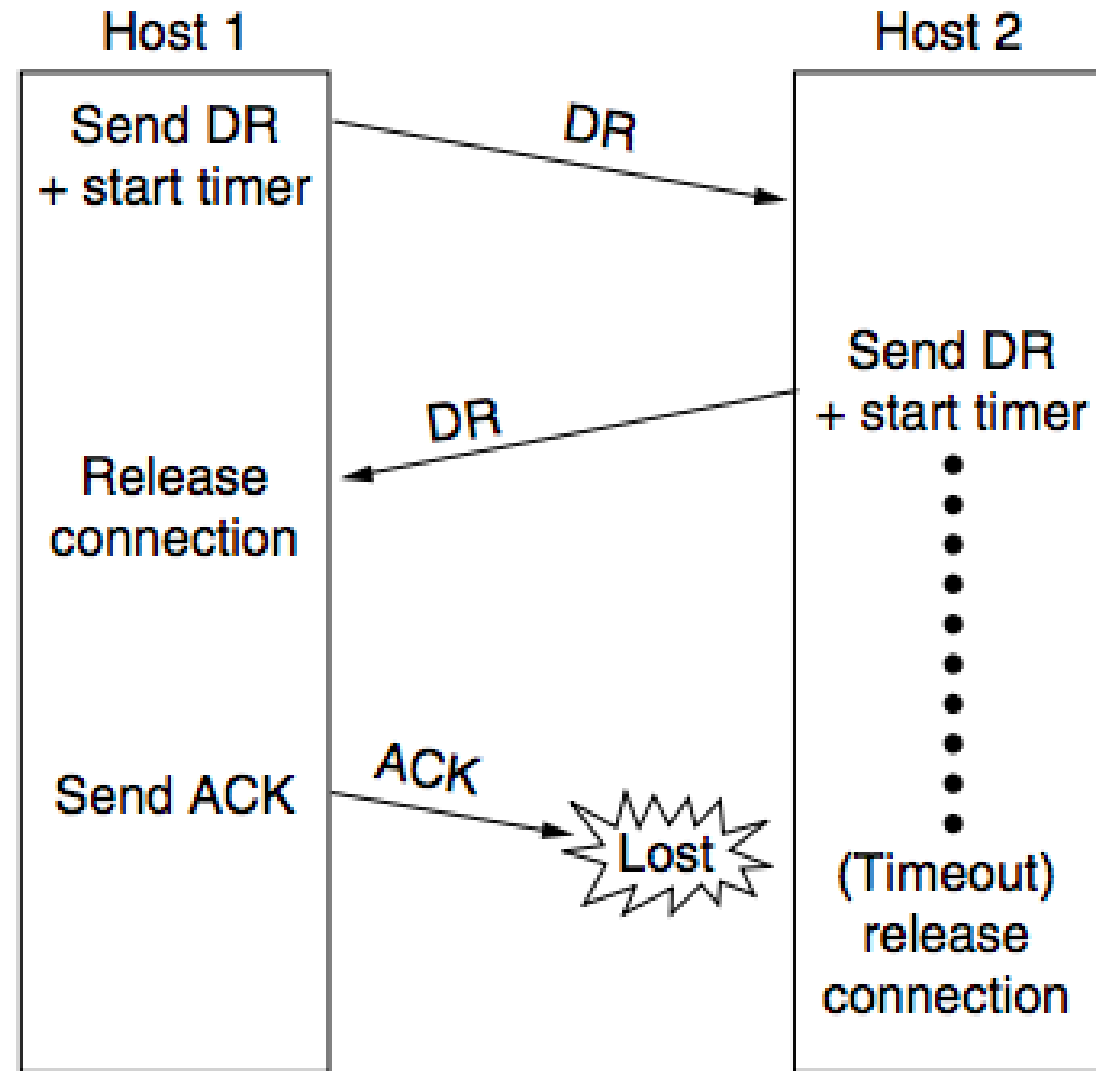 Host 1
Host 2
Send DR
+ start timer
DR
Send DR
+ start timer
DR
Release
connection
Send ACK
ACK
Lost
(Timeout)
release
connection